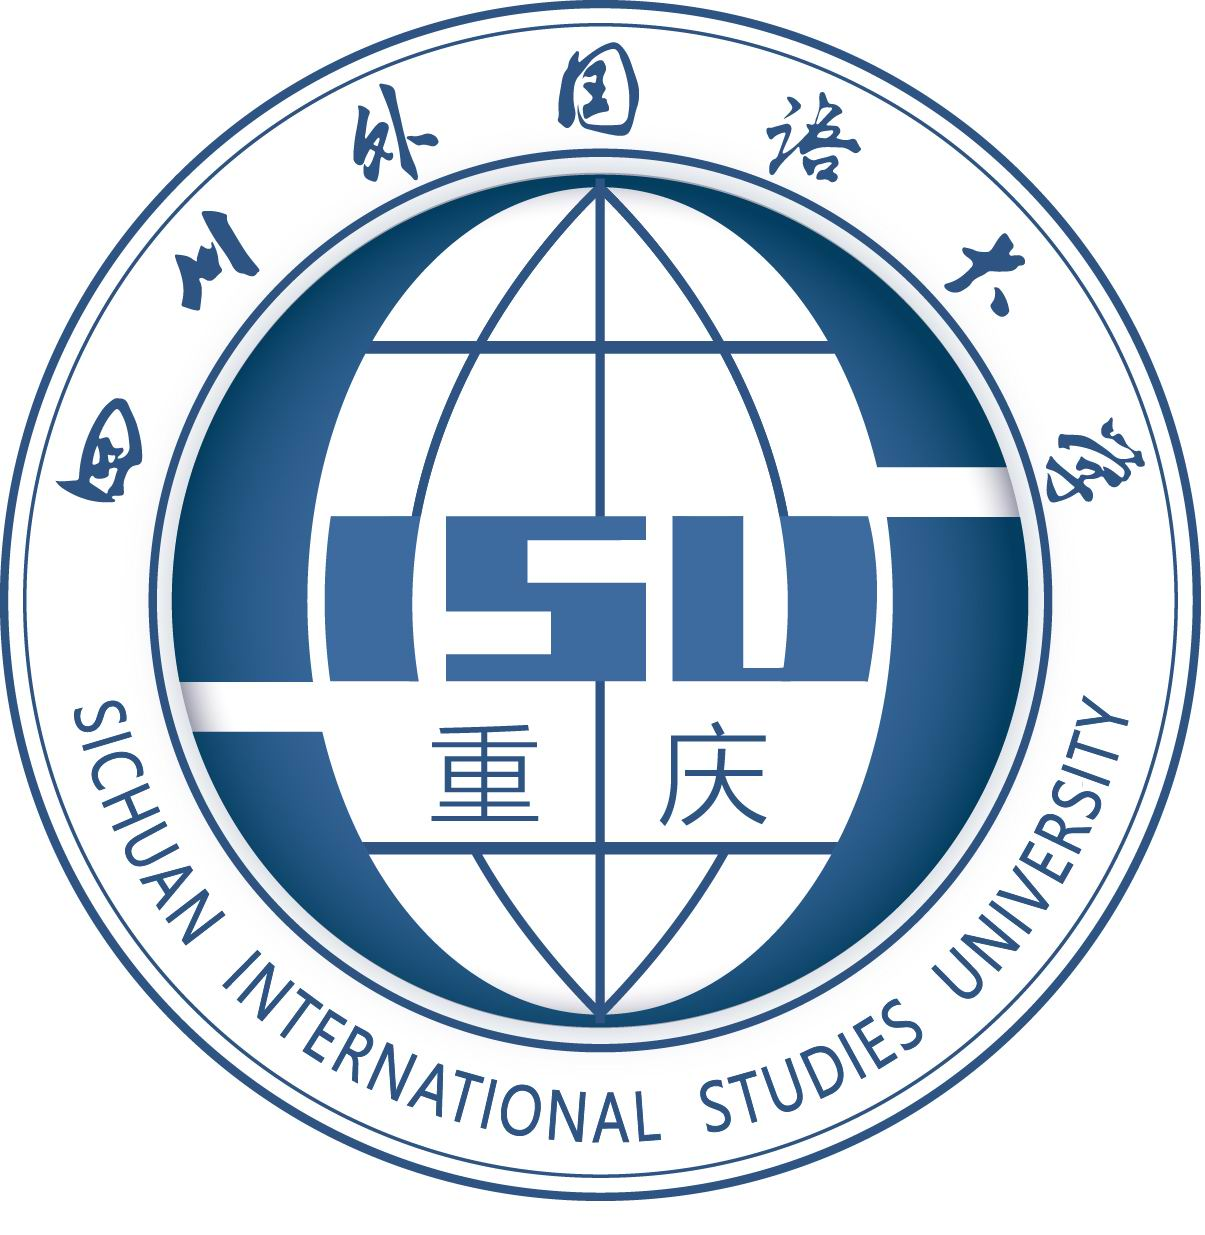 四川外国语大学
ISU
重庆
SICHUAN INTERNATIONAL STUDIES UNIVERSITY